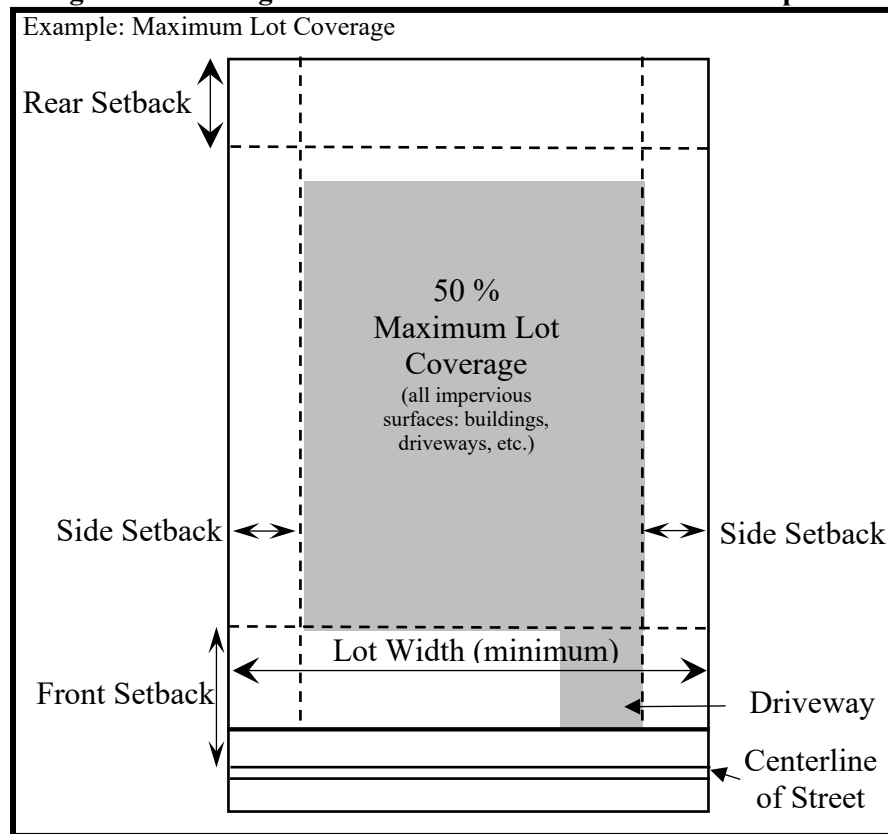 Example: Maximum Lot Coverage
Rear Setback
50 %
Maximum Lot
Coverage
(all impervious
surfaces: buildings,
driveways, etc.)
Side Setback
Side Setback
Lot Width (minimum)
Front Setback
Driveway
Centerline
of Street